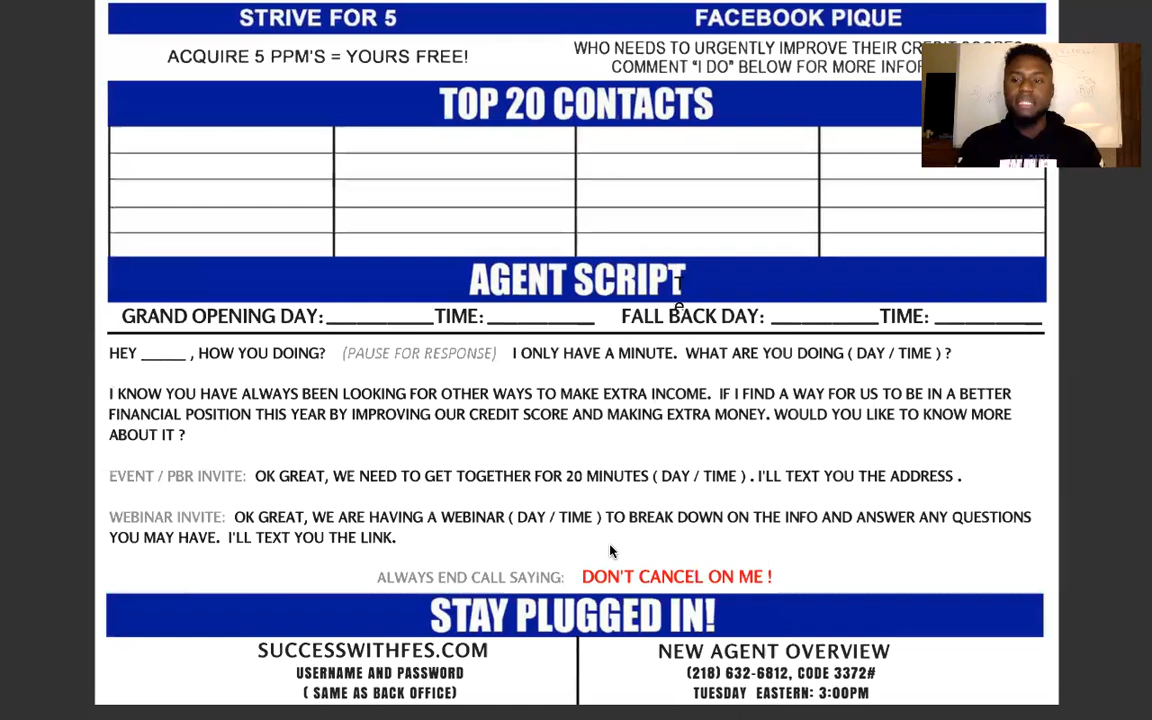 STRIVE FOR 5
FACEBOOK PIQUE
ACQUIRE 5 PPM'S = YOURS FREE!
WHO NEEDS TO URGENTLY IMPROVE THEIR CREDIT SCORES?
COMMENT "I DO" BELOW FOR MORE INFOR
TOP 20 CONTACTS
AGENT SCRIPT
T
e
GRAND OPENING DAY:__________TIME: __________ FALL BACK DAY: __________TIME: __________
HEY _____ , HOW YOU DOING? (PAUSE FOR RESPONSE) I ONLY HAVE A MINUTE. WHAT ARE YOU DOING ( DAY / TIME ) ?
I KNOW YOU HAVE ALWAYS BEEN LOOKING FOR OTHER WAYS TO MAKE EXTRA INCOME. IF I FIND A WAY FOR US TO BE IN A BETTER
FINANCIAL POSITION THIS YEAR BY IMPROVING OUR CREDIT SCORE AND MAKING EXTRA MONEY. WOULD YOU LIKE TO KNOW MORE
ABOUT IT ?
EVENT / PBR INVITE: OK GREAT, WE NEED TO GET TOGETHER FOR 20 MINUTES ( DAY / TIME ) . I'LL TEXT YOU THE ADDRESS .
WEBINAR INVITE: OK GREAT, WE ARE HAVING A WEBINAR ( DAY / TIME ) TO BREAK DOWN ON THE INFO AND ANSWER ANY QUESTIONS
YOU MAY HAVE. I'LL TEXT YOU THE LINK.
ALWAYS END CALL SAYING: DON'T CANCEL ON ME !
STAY PLUGGED IN!
SUCCESSWITHFES.COM
USERNAME AND PASSWORD
( SAME AS BACK OFFICE)
NEW AGENT OVERVIEW
(218) 632-6812, CODE 3372#
TUESDAY EASTERN: 3:00PM